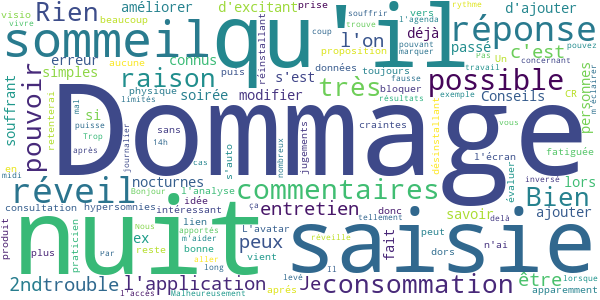 visio beaucoup améliorer d'excitant prise souffrir trouve vers l'agenda rythme d'ajouter
vivre Rien réinstallant coup proposition pouvant marquer Pas Un pouvez
sommeil qu'il l'on déjà réponse
erreur aucune connus puis s'est données toujours passé c'est concernant
simples raison physique limités soirée modifier bloquer résultats très fausse exemple possible travail Conseils CR m'éclairer
souffrant pouvoir retenterai si mal puisse Trop après journalier sans 14h craintes jugements Dommage désinstallant l'écran personnes vous fatiguée
en midi cas s'auto nombreux évaluer inversé
réveil nocturnes Bonjour l'analyse commentaires Bien lors
consultation hypersomnies idée intéressant ça entretien donc tellement savoir delà ajouter
produit nuit praticien Nous apportés lien m'aider bonne L'avatar peux fait saisie
plus ex reste réveille peut n'ai
Par aller long vient levé Il dors
2ndtrouble l'application Je consommation être lorsque
l'accès Malheureusement après apparemment